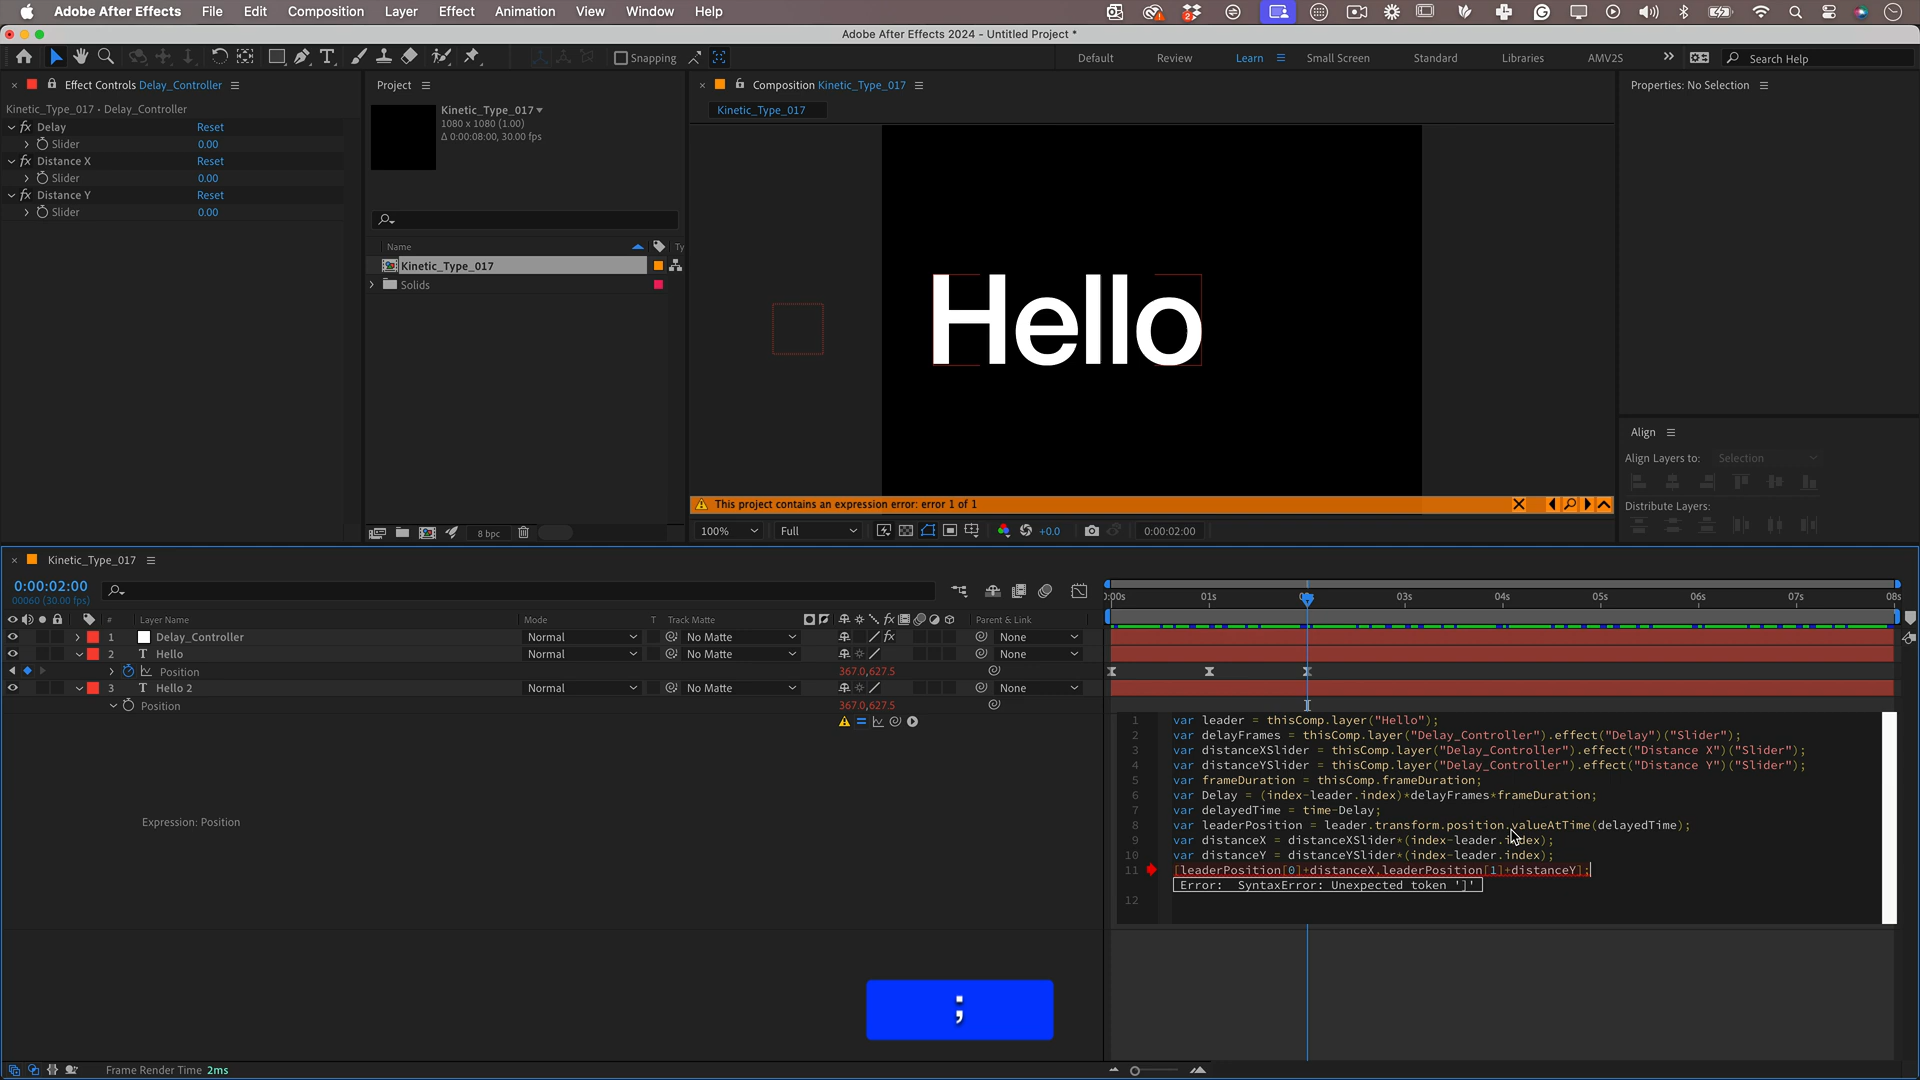 Adobe After Effects File Edit Composition Layer Effect Animation View Window Help
Adobe After Effects 2024 - Untitled Project *
Snapping
Default Review Learn Small Screen Standard Libraries AMV2S Search Help
Effect Controls Delay_Controller
Kinetic_Type_017 · Delay_Controller
fx Delay Reset
Slider 0.00
fx Distance X Reset
Slider 0.00
fx Distance Y Reset
Slider 0.00
Project
Kinetic_Type_017
1080 x 1080 (1.00)
Δ 0:00:08:00, 30.00 fps
Name Ty
Kinetic_Type_017
Solids
8 bpc
Composition Kinetic_Type_017
Kinetic_Type_017
Hello
This project contains an expression error: error 1 of 1
100% Full +0.0 0:00:02:00
Properties: No Selection
Align
Align Layers to: Selection
Distribute Layers:
Kinetic_Type_017
0:00:02:00
00060 (30.00 fps)
# Layer Name Mode T Track Matte fx Parent & Link
1 Delay_Controller Normal No Matte fx None
2 T Hello Normal No Matte None
Position 367.0,627.5
3 T Hello 2 Normal No Matte None
Position 367.0,627.5
Expression: Position
:00s 01s 03s 04s 05s 06s 07s 08s
1 var leader = thisComp.layer("Hello");
2 var delayFrames = thisComp.layer("Delay_Controller").effect("Delay")("Slider");
3 var distanceXSlider = thisComp.layer("Delay_Controller").effect("Distance X")("Slider");
4 var distanceYSlider = thisComp.layer("Delay_Controller").effect("Distance Y")("Slider");
5 var frameDuration = thisComp.frameDuration;
6 var Delay = (index-leader.index)*delayFrames*frameDuration;
7 var delayedTime = time-Delay;
8 var leaderPosition = leader.transform.position.valueAtTime(delayedTime);
9 var distanceX = distanceXSlider*(index-leader.index);
10 var distanceY = distanceYSlider*(index-leader.index);
11 [leaderPosition[0]+distanceX,leaderPosition[1]+distanceY];
Error: SyntaxError: Unexpected token ']'
12
;
Frame Render Time 2ms